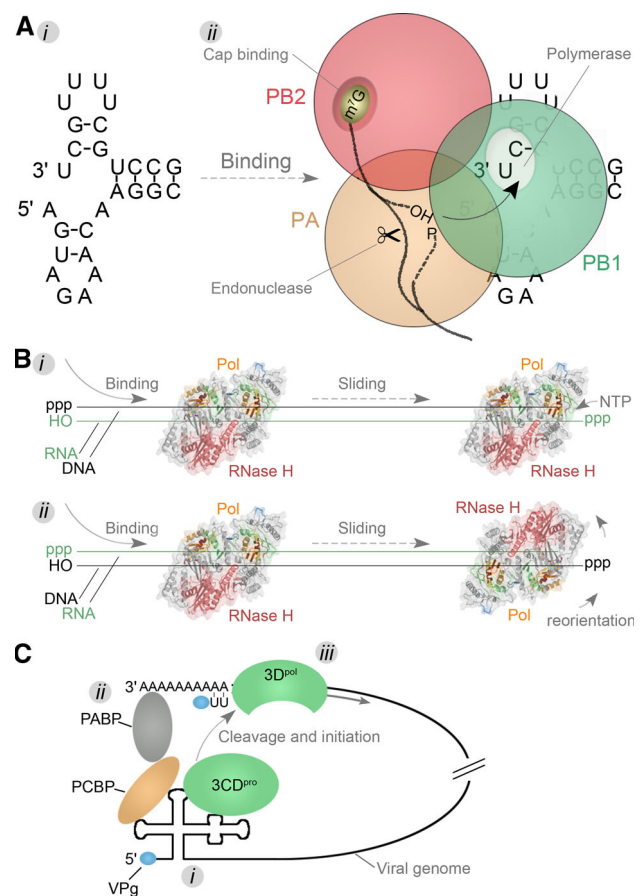 A
i
U U
U U
G C
C G
3' U U C C G
A G G C
5' A A
G C
U A
G A
A A
G A
Binding
ii
Cap binding
Polymerase
PB2
m7G
U U
U
C-
3'
U
C C G
G G C
5'
OH
P
PA
PB1
Endonuclease
G A
G A
B
i
Binding
Pol
Sliding
Pol
ppp
HO
NTP
ppp
RNA
DNA
RNase H
RNase H
ii
Binding
Pol
Sliding
RNase H
ppp
HO
ppp
DNA
RNA
RNase H
Pol
reorientation
C
iii
ii
3' AAAAAAAAAA
3Dpol
UU
PABP
Cleavage and initiation
PCBP
3CDpro
5'
VPg
i
Viral genome